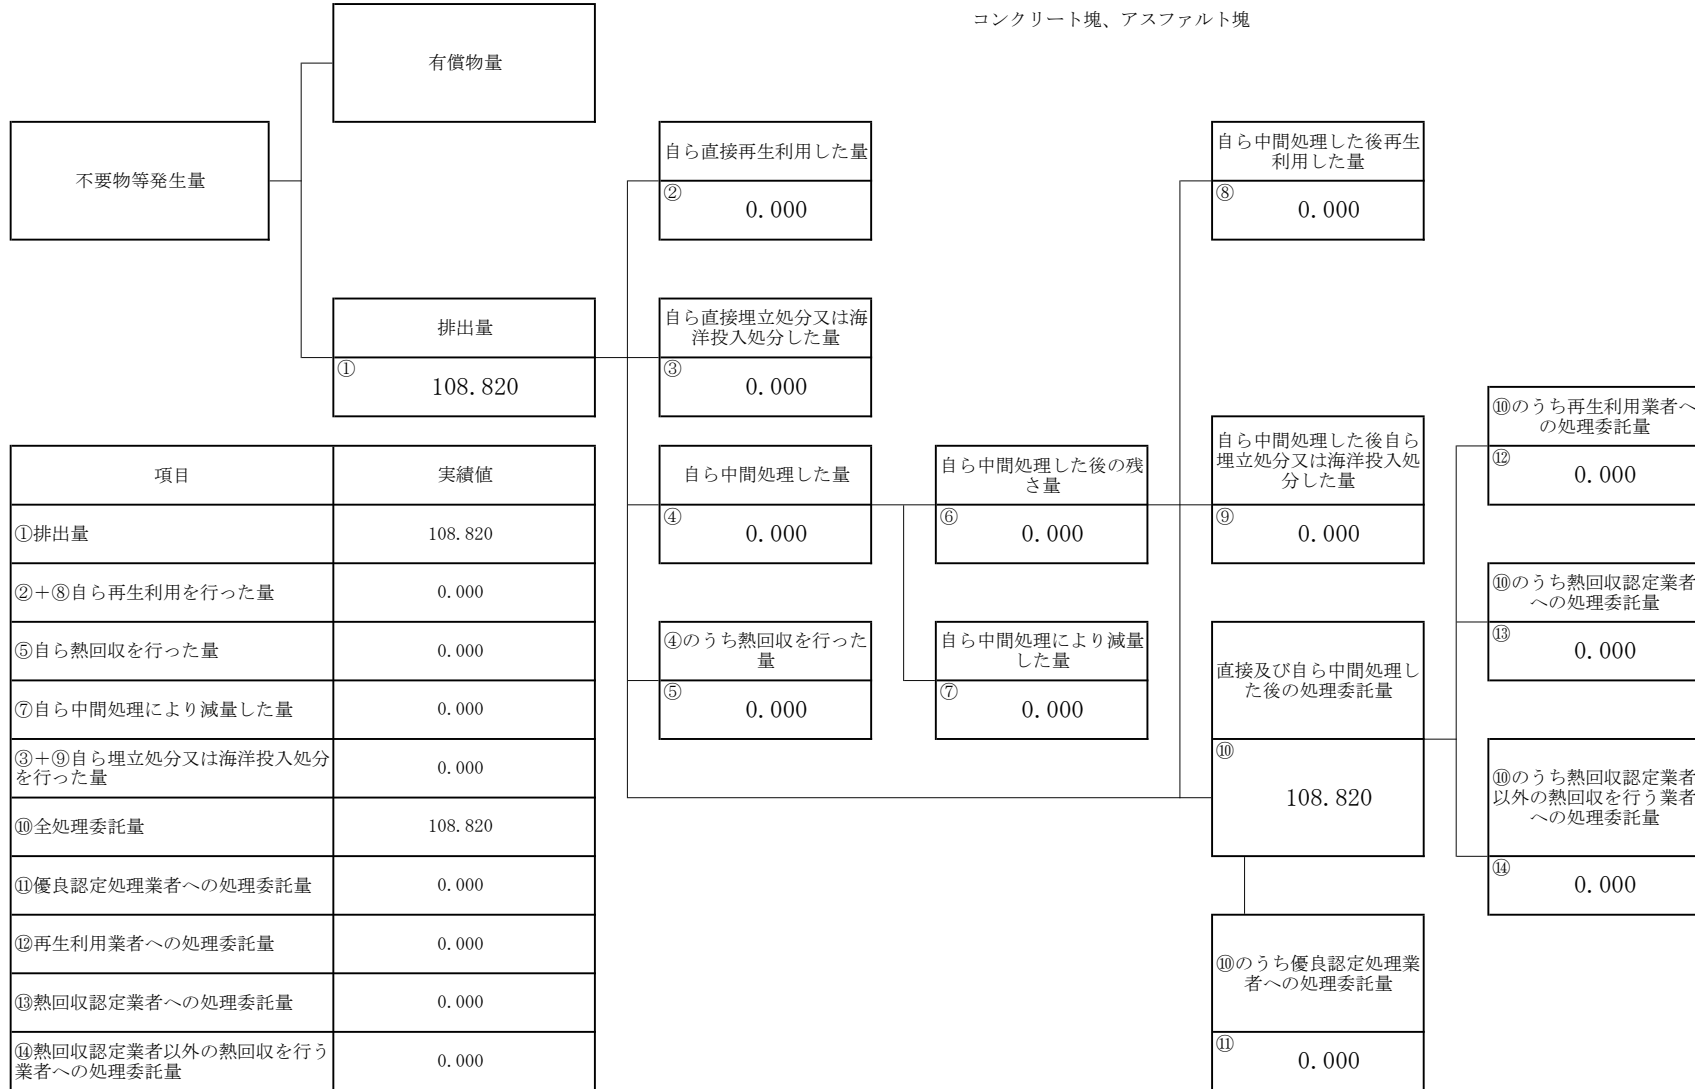 コンクリート塊、アスファルト塊
有償物量
不要物等発生量
自ら直接再生利用した量
②
0.000
自ら中間処理した後再生
利用した量
⑧
0.000
排出量
①
108.820
自ら直接埋立処分又は海
洋投入処分した量
③
0.000
⑩のうち再生利用業者へ
の処理委託量
⑫
0.000
自ら中間処理した量
④
0.000
自ら中間処理した後の残
さ量
⑥
0.000
自ら中間処理した後自ら
埋立処分又は海洋投入処
分した量
⑨
0.000
⑩のうち熱回収認定業者
への処理委託量
⑬
0.000
④のうち熱回収を行った
量
⑤
0.000
自ら中間処理により減量
した量
⑦
0.000
直接及び自ら中間処理し
た後の処理委託量
⑩
108.820
⑩のうち熱回収認定業者
以外の熱回収を行う業者
への処理委託量
⑭
0.000
⑩のうち優良認定処理業
者への処理委託量
⑪
0.000
項目 実績値
①排出量 108.820
②+⑧自ら再生利用を行った量 0.000
⑤自ら熱回収を行った量 0.000
⑦自ら中間処理により減量した量 0.000
③+⑨自ら埋立処分又は海洋投入処分
を行った量 0.000
⑩全処理委託量 108.820
⑪優良認定処理業者への処理委託量 0.000
⑫再生利用業者への処理委託量 0.000
⑬熱回収認定業者への処理委託量 0.000
⑭熱回収認定業者以外の熱回収を行う
業者への処理委託量 0.000